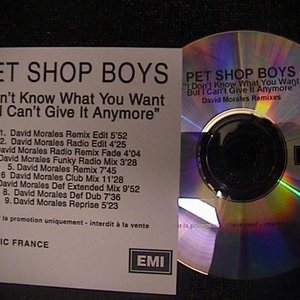 PET SHOP BOYS
Don't Know What You Want
I Can't Give It Anymore"
1. David Morales Remix Edit 5'52
2. David Morales Radio Edit 4'25
David Morales Radio Remix Fade 4'04
David Morales Funky Radio Mix 3'28
5. David Morales Remix 7'45
6. David Morales Club Mix 11'28
David Morales Def Extended Mix 9'52
8. David Morales Def Dub 7'36
9. David Morales Reprise 5'23
r la promotion uniquement - interdit à la vente
IC FRANCE
EMI
PET SHOP BOYS
"I Don't Know What You Want
But I Can't Give It Anymore"
David Morales Remixes